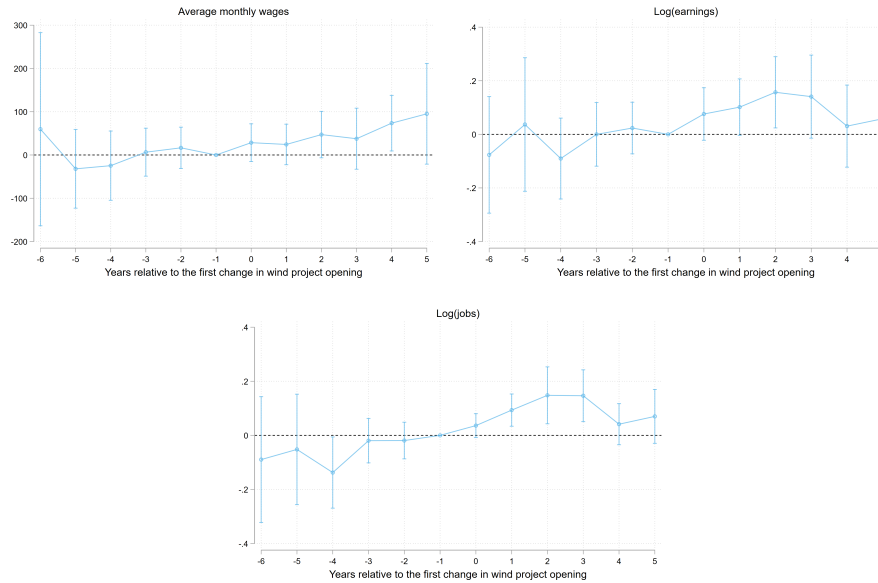 Average monthly wages
300
200
100
0
-100
-200
-6 -5 -4 -3 -2 -1 0 1 2 3 4 5
Years relative to the first change in wind project opening
Log(earnings)
.4
.2
0
-.2
-.4
-6 -5 -4 -3 -2 -1 0 1 2 3 4
Years relative to the first change in wind project opening
Log(jobs)
.4
.2
0
-.2
-.4
-6 -5 -4 -3 -2 -1 0 1 2 3 4 5
Years relative to the first change in wind project opening